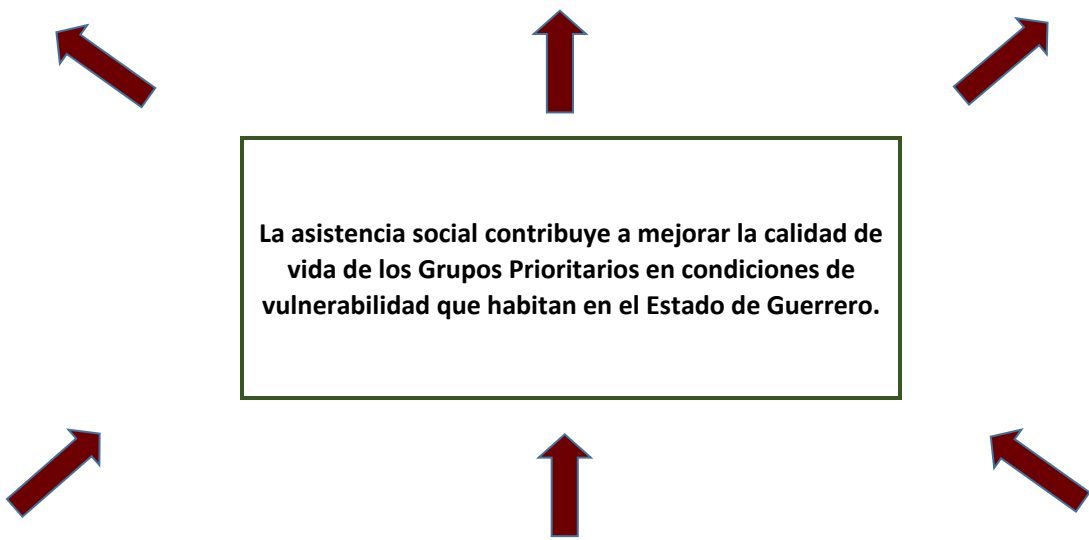 La asistencia social contribuye a mejorar la calidad de
vida de los Grupos Prioritarios en condiciones de
vulnerabilidad que habitan en el Estado de Guerrero.